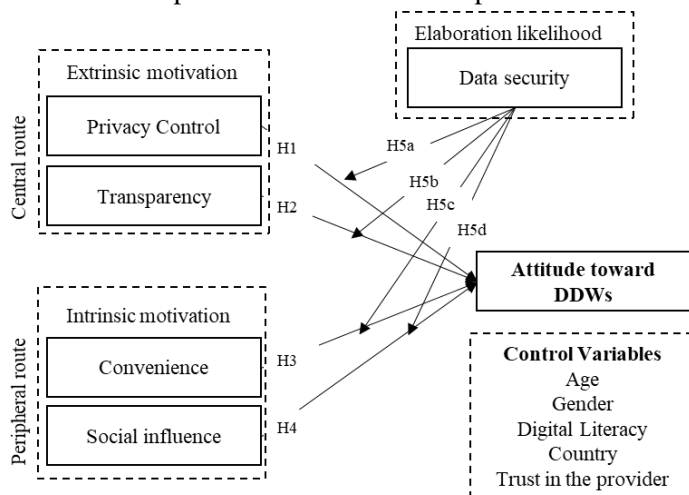 Elaboration likelihood
Data security
Extrinsic motivation
Privacy Control
Transparency
Central route
H1
H2
H5a
H5b
H5c
H5d
Attitude toward
DDWs
Intrinsic motivation
Convenience
Social influence
Peripheral route
H3
H4
Control Variables
Age
Gender
Digital Literacy
Country
Trust in the provider